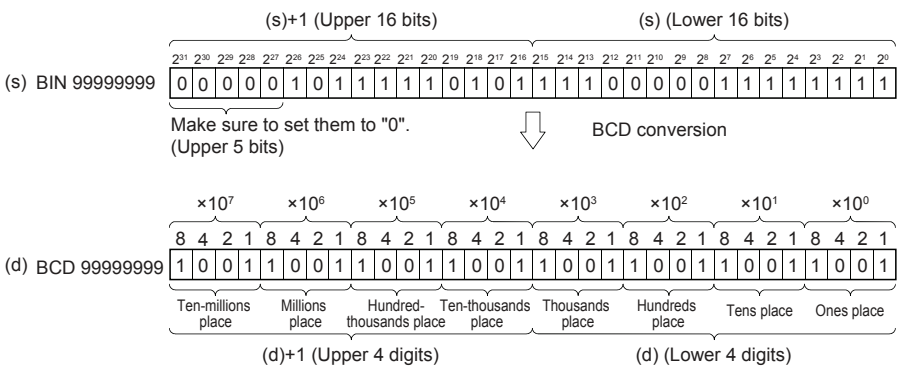 (s)+1 (Upper 16 bits) (s) (Lower 16 bits)
2³¹ 2³⁰ 2²⁹ 2²⁸ 2²⁷ 2²⁶ 2²⁵ 2²⁴ 2²³ 2²² 2²¹ 2²⁰ 2¹⁹ 2¹⁸ 2¹⁷ 2¹⁶ 2¹⁵ 2¹⁴ 2¹³ 2¹² 2¹¹ 2¹⁰ 2⁹ 2⁸ 2⁷ 2⁶ 2⁵ 2⁴ 2³ 2² 2¹ 2⁰
(s) BIN 99999999 0 0 0 0 0 1 0 1 1 1 1 1 0 1 0 1 1 1 1 0 0 0 0 0 1 1 1 1 1 1 1 1
Make sure to set them to "0".
(Upper 5 bits)
BCD conversion
×10⁷ ×10⁶ ×10⁵ ×10⁴ ×10³ ×10² ×10¹ ×10⁰
8 4 2 1 8 4 2 1 8 4 2 1 8 4 2 1 8 4 2 1 8 4 2 1 8 4 2 1 8 4 2 1
(d) BCD 99999999 1 0 0 1 1 0 0 1 1 0 0 1 1 0 0 1 1 0 0 1 1 0 0 1 1 0 0 1 1 0 0 1
Ten-millions place
Millions place
Hundred-thousands place
Ten-thousands place
Thousands place
Hundreds place
Tens place
Ones place
(d)+1 (Upper 4 digits) (d) (Lower 4 digits)